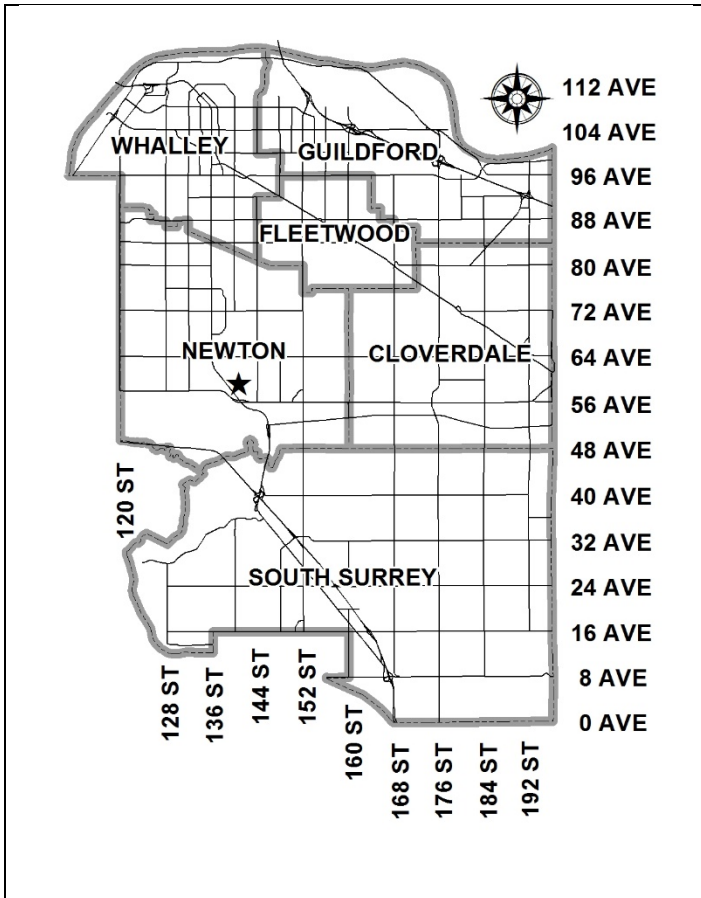 112 AVE
104 AVE
WHALLEY
GUILDFORD
96 AVE
88 AVE
FLEETWOOD
80 AVE
72 AVE
NEWTON
CLOVERDALE
64 AVE
56 AVE
48 AVE
120 ST
40 AVE
32 AVE
SOUTH SURREY
24 AVE
16 AVE
128 ST
136 ST
144 ST
152 ST
160 ST
8 AVE
0 AVE
168 ST
176 ST
184 ST
192 ST